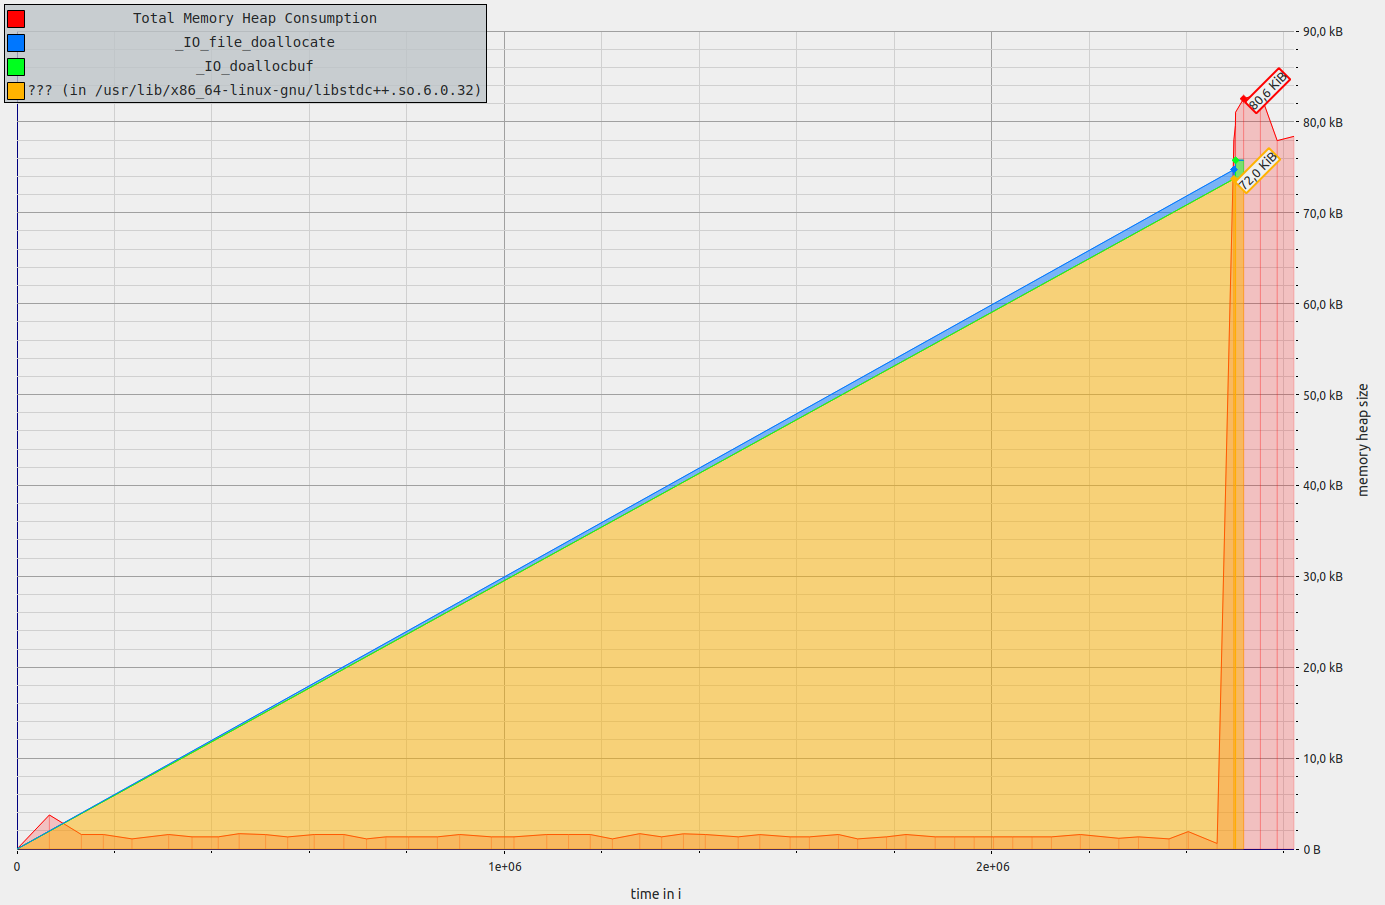 Total Memory Heap Consumption
_IO_file_doallocate
_IO_doallocbuf
??? (in /usr/lib/x86_64-linux-gnu/libstdc++.so.6.0.32)
90,0 kB
80,6 KiB
80,0 kB
72,0 KiB
70,0 kB
60,0 kB
50,0 kB
memory heap size
40,0 kB
30,0 kB
20,0 kB
10,0 kB
0 B
0
1e+06
2e+06
time in i